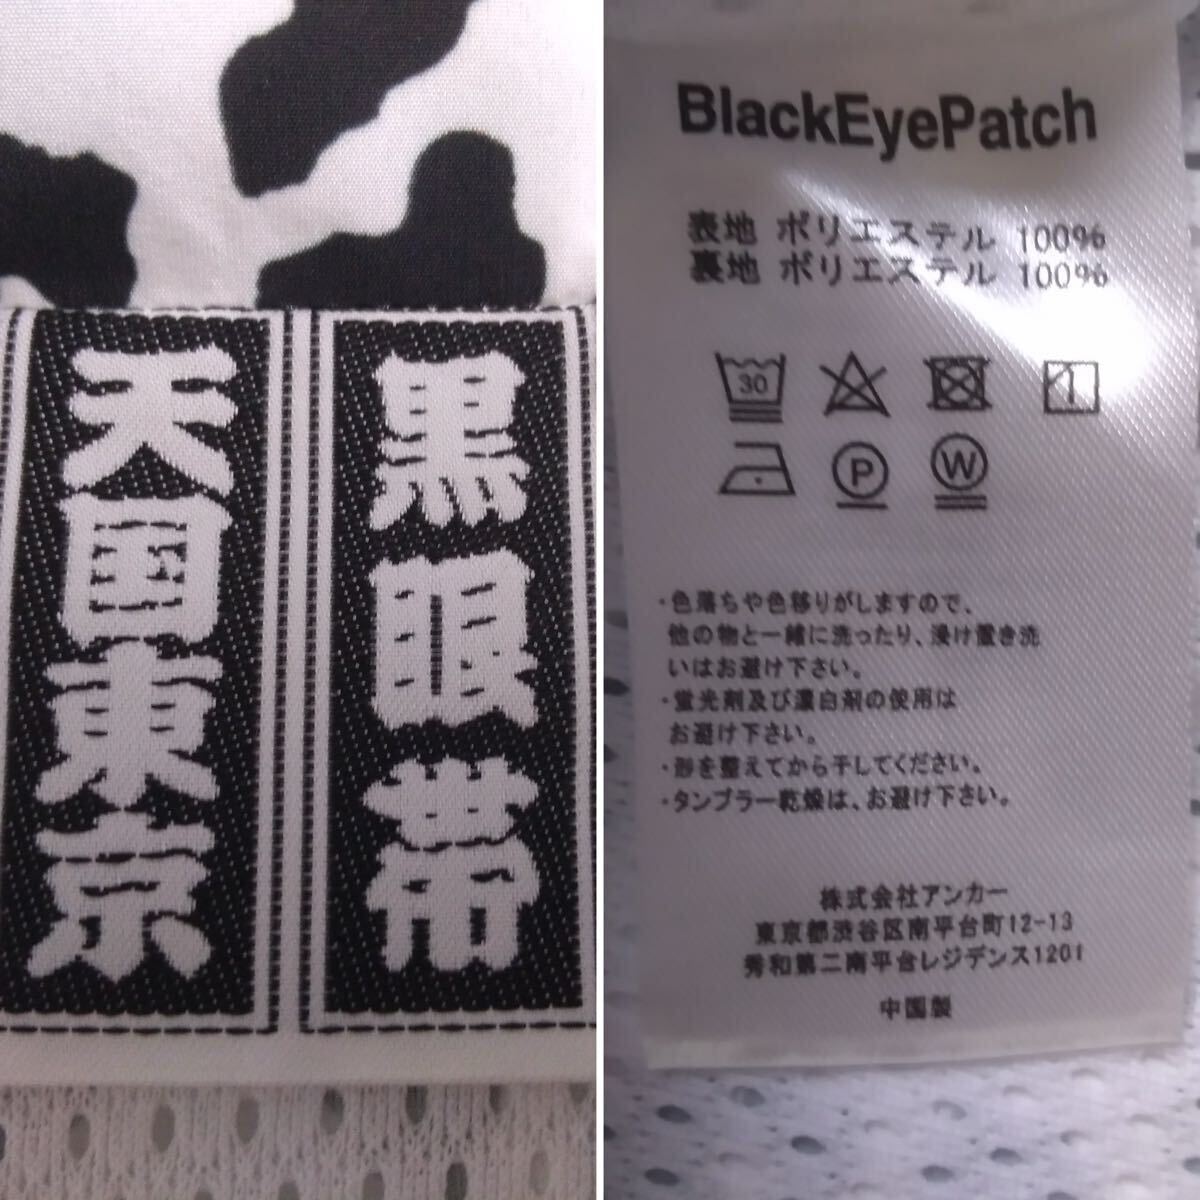 黒眼帯
天国東京
BlackEyePatch
表地 ポリエステル 100%
裏地 ポリエステル 100%
30
P
W
・色落ちや色移りがしますので、
他の物と一緒に洗ったり、浸け置き洗
いはお避け下さい。
・蛍光剤及び漂白剤の使用は
お避け下さい。
・形を整えてから干してください。
・タンブラー乾燥は、お避け下さい。
株式会社アンカー
東京都渋谷区南平台町12-13
秀和第二南平台レジデンス1201
中国製